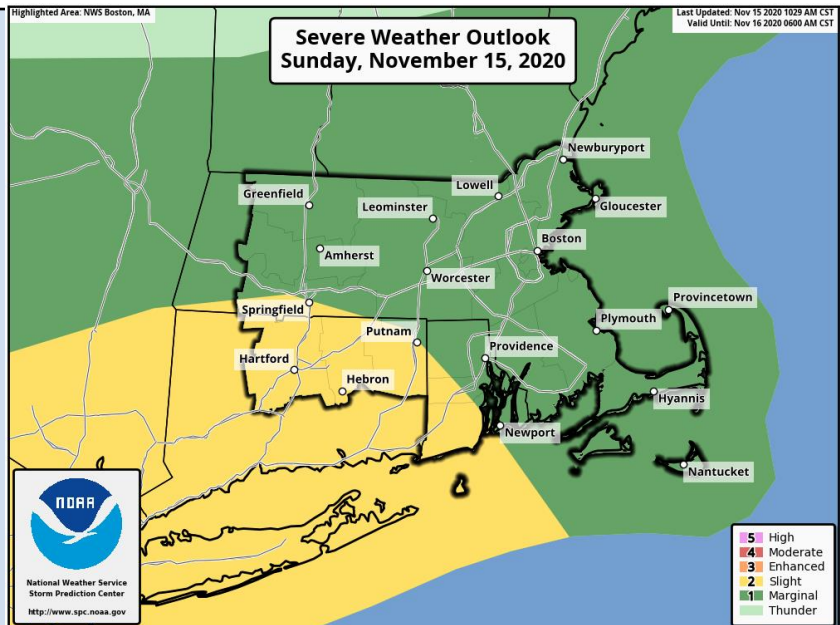 Highlighted Area: NWS Boston, MA
Last Updated: Nov 15 2020 1029 AM CST
Valid Until: Nov 16 2020 0600 AM CST
Severe Weather Outlook
Sunday, November 15, 2020
Newburyport
Lowell
Greenfield
Leominster
Gloucester
Boston
Amherst
Worcester
Provincetown
Springfield
Plymouth
Putnam
Providence
Hartford
Hebron
Hyannis
Newport
Nantucket
NOAA
National Weather Service
Storm Prediction Center
http://www.spc.noaa.gov
5 High
4 Moderate
3 Enhanced
2 Slight
1 Marginal
Thunder